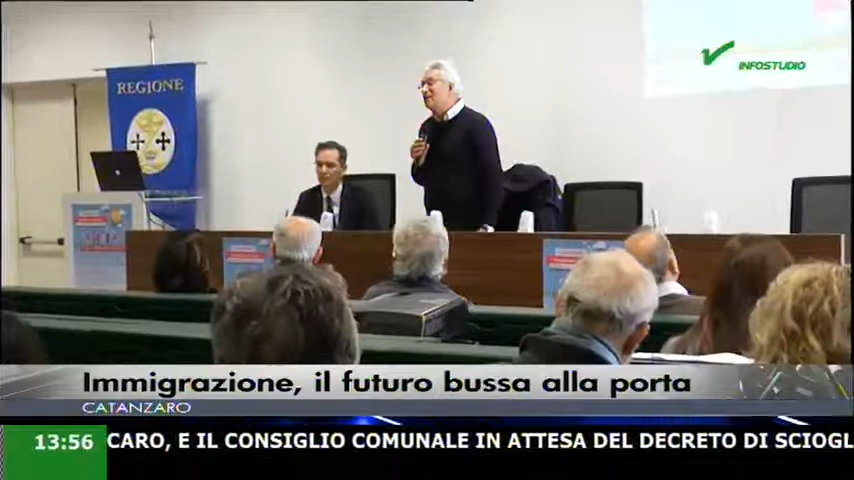 REGIONE
INFOSTUDIO
Immigrazione, il futuro bussa alla porta
CATANZARO
13:56
CARO, E IL CONSIGLIO COMUNALE IN ATTESA DEL DECRETO DI SCIOGL